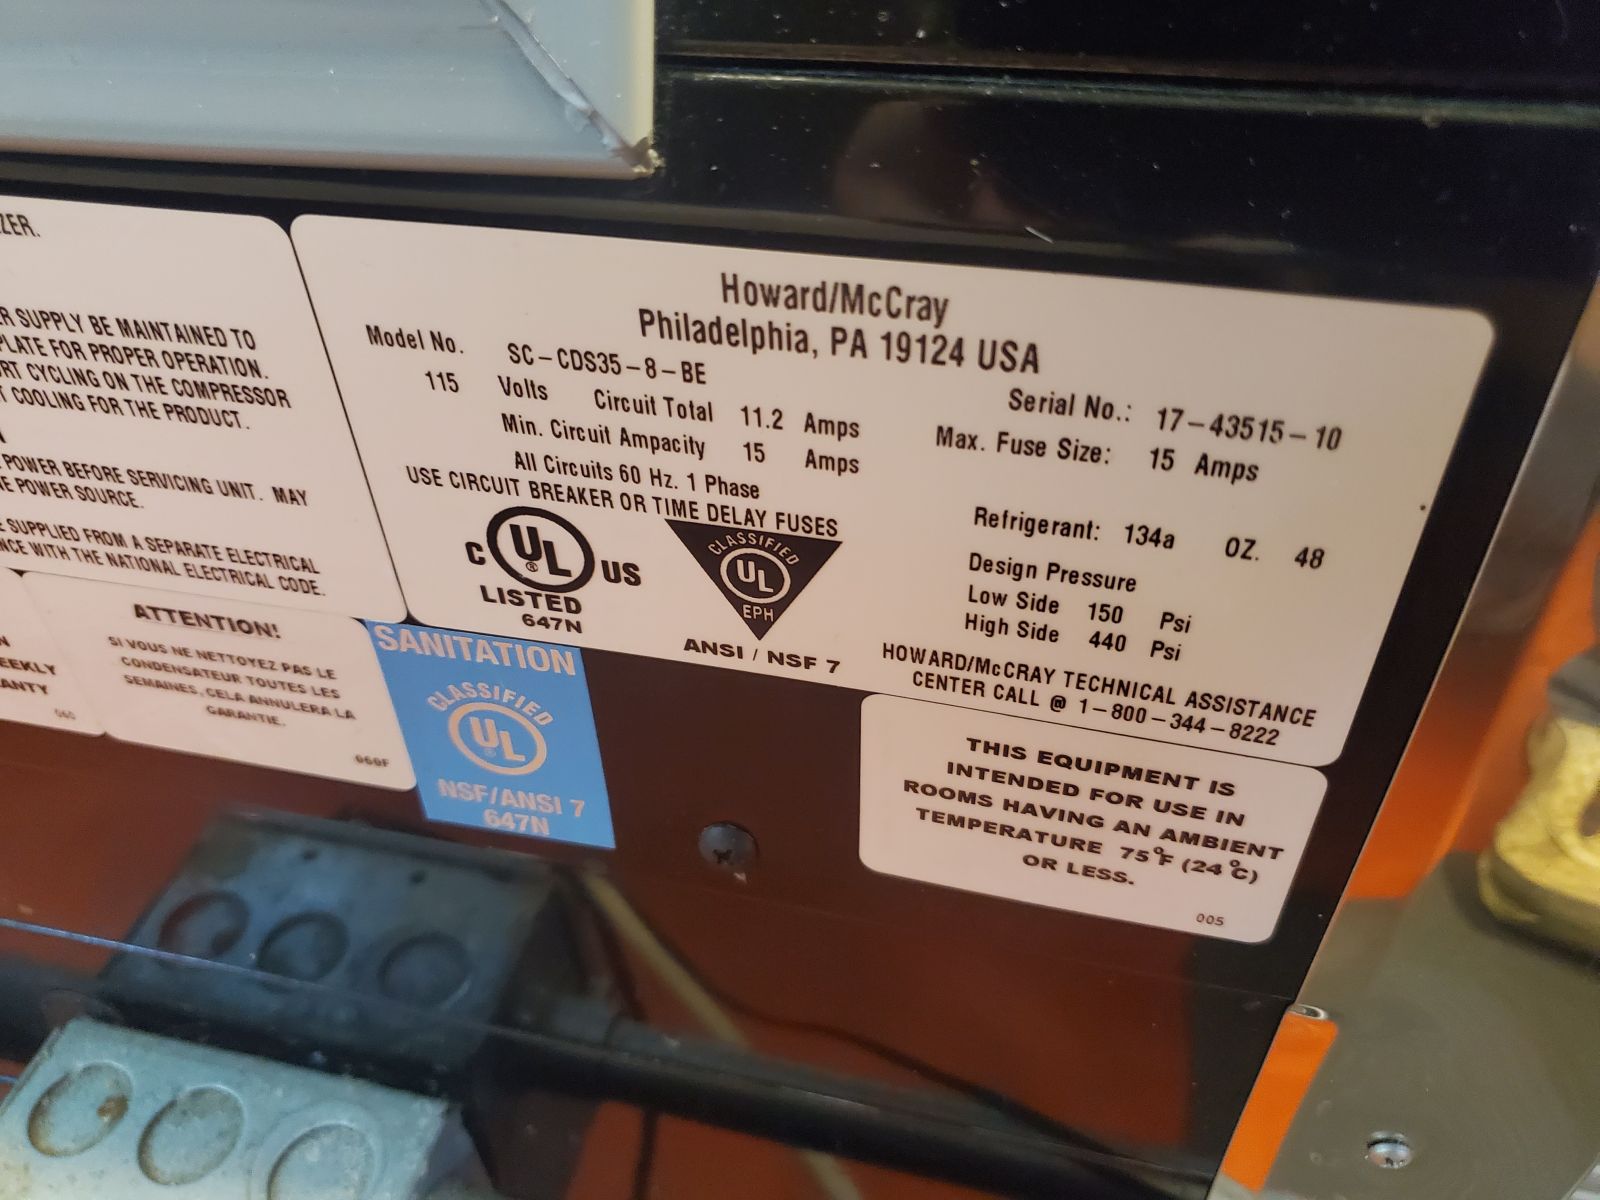 ZER.
R SUPPLY BE MAINTAINED TO
PLATE FOR PROPER OPERATION.
RT CYCLING ON THE COMPRESSOR
T COOLING FOR THE PRODUCT.
POWER BEFORE SERVICING UNIT. MAY
E POWER SOURCE.
E SUPPLIED FROM A SEPARATE ELECTRICAL
NCE WITH THE NATIONAL ELECTRICAL CODE.
Howard/McCray
Philadelphia, PA 19124 USA
Model No. SC-CDS35-8-BE
Serial No.: 17-43515-10
115 Volts Circuit Total 11.2 Amps
Max. Fuse Size: 15 Amps
Min. Circuit Ampacity 15 Amps
All Circuits 60 Hz. 1 Phase
USE CIRCUIT BREAKER OR TIME DELAY FUSES
Refrigerant: 134a OZ. 48
Design Pressure
Low Side 150 Psi
High Side 440 Psi
C UL ® US
LISTED
647N
CLASSIFIED
UL
EPH
ANSI / NSF 7
HOWARD/McCRAY TECHNICAL ASSISTANCE
CENTER CALL @ 1-800-344-8222
N
EEKLY
ANTY
060
ATTENTION!
SI VOUS NE NETTOYEZ PAS LE
CONDENSATEUR TOUTES LES
SEMAINES, CELA ANNULERA LA
GARANTIE.
060F
SANITATION
CLASSIFIED
UL ®
NSF/ANSI 7
647N
THIS EQUIPMENT IS
INTENDED FOR USE IN
ROOMS HAVING AN AMBIENT
TEMPERATURE 75°F (24°C)
OR LESS.
005